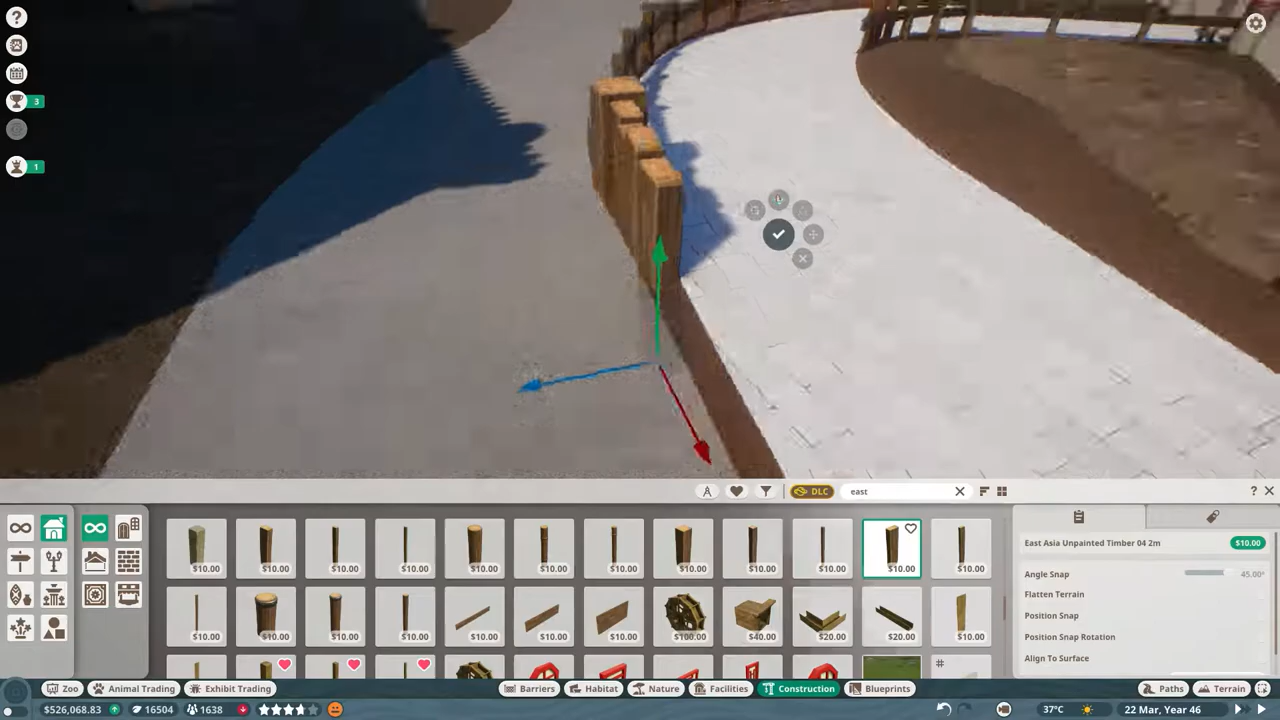 ?
3
1
DLC
east
?
$10.00 $10.00 $10.00 $10.00 $10.00 $10.00 $10.00 $10.00 $10.00 $10.00 $10.00 $10.00
$10.00 $10.00 $10.00 $10.00 $10.00 $10.00 $10.00 $100.00 $40.00 $20.00 $20.00 $10.00
East Asia Unpainted Timber 04 2m $10.00
Angle Snap 45.00°
Flatten Terrain
Position Snap
Position Snap Rotation
Align To Surface
Zoo Animal Trading Exhibit Trading Barriers Habitat Nature Facilities Construction Blueprints Paths Terrain
$526,068.83 16504 1638 37°C 22 Mar, Year 46